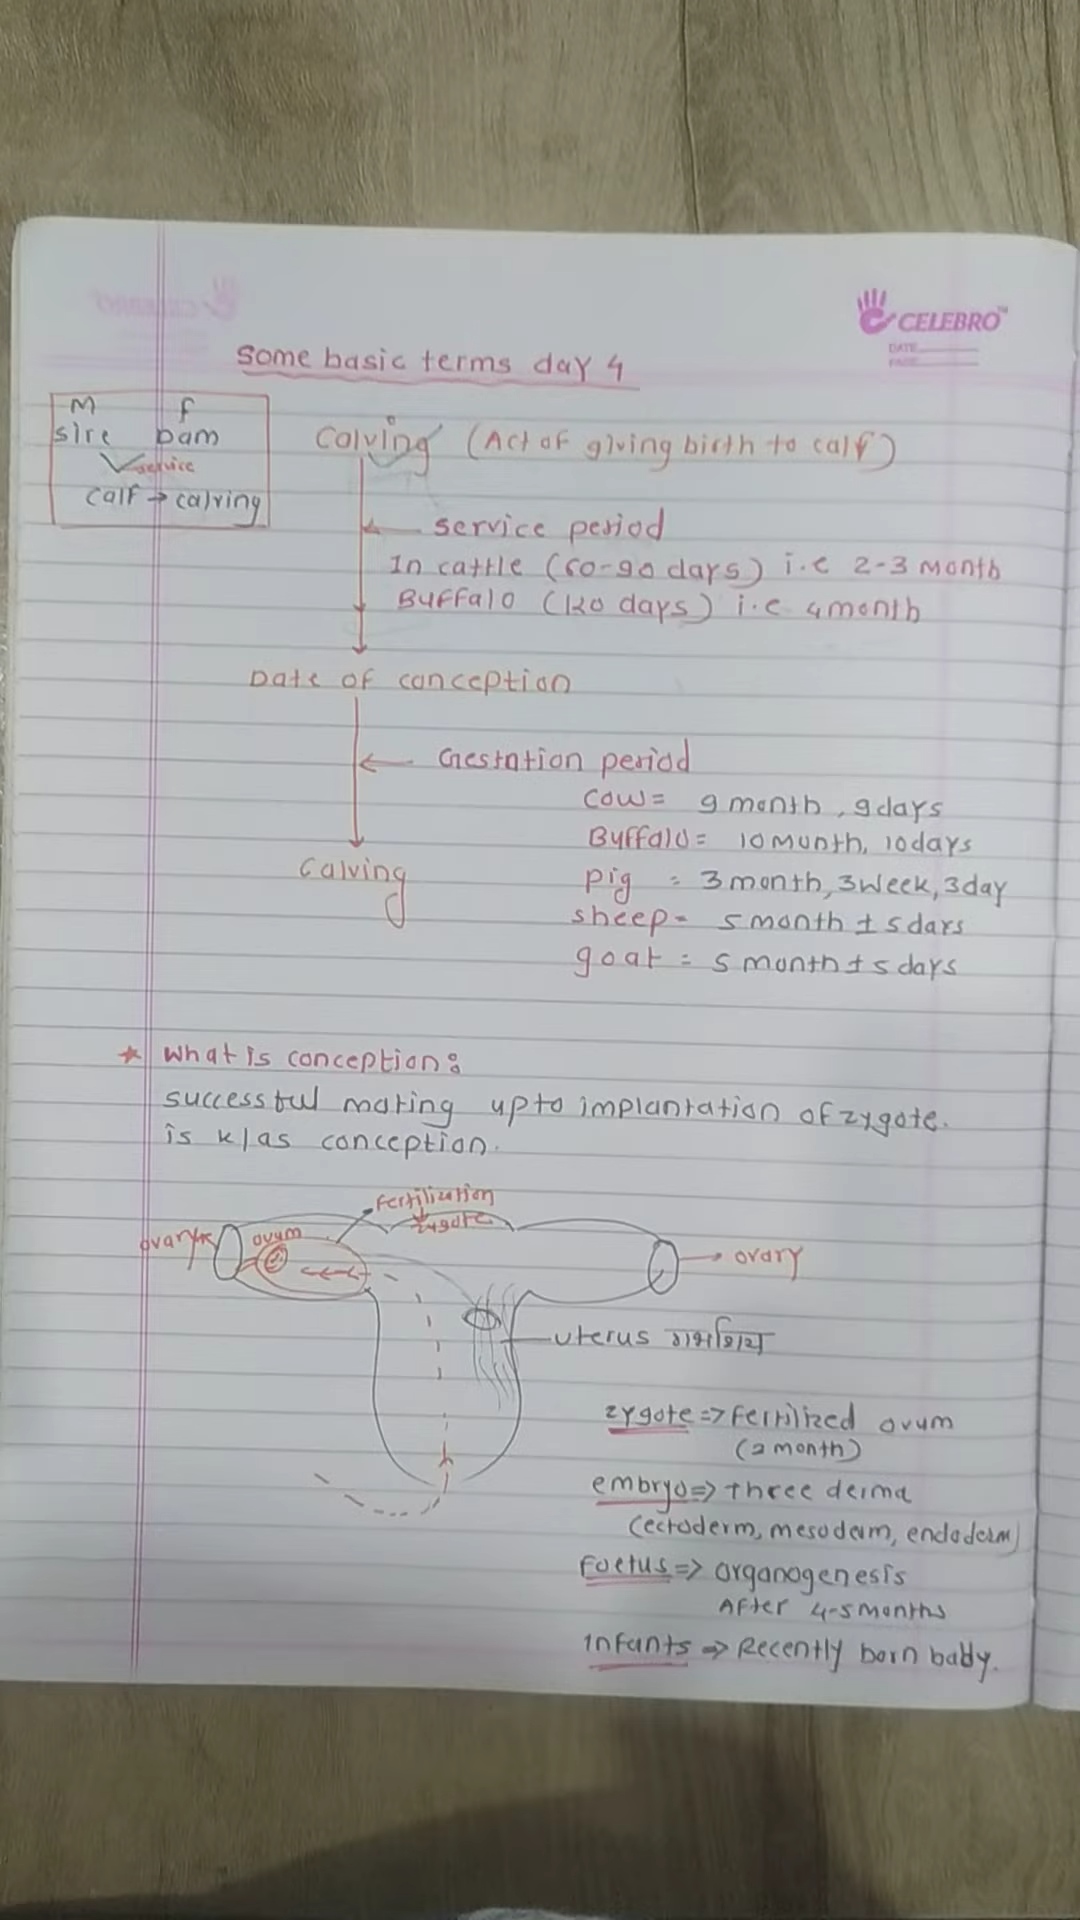 CELEBRO
DATE
PAGE
some basic terms day 4
M f
sire Dam
service
calf → calving
Calving (Act of giving birth to calf)
service period
In cattle (60-90 days) i.e 2-3 month
Buffalo (120 days) i.e 4 month
Date of conception
Gestation period
cow = 9 month, 9 days
Buffalo = 10 month, 10 days
Calving
pig = 3 month, 3 week, 3 day
sheep = 5 month ± 5 days
goat = 5 month ± 5 days
* What is conception:
successful mating upto implantation of zygote.
is k/as conception.
Fertilization
zygote
ovary ovum
→ ovary
uterus गर्भाशय
zygote => Fertilized ovum
(2 month)
embryo => three derma
(ectoderm, mesoderm, endoderm)
Foetus => organogenesis
After 4-5 months
Infants => Recently born baby.